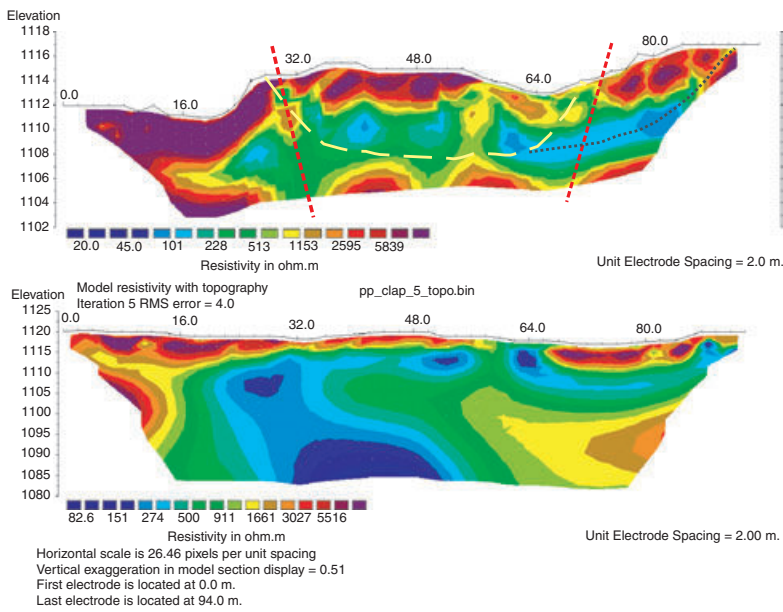 Elevation
1118
1116
1114
1112
1110
1108
1106
1104
1102
0.0 16.0 32.0 48.0 64.0 80.0
20.0 45.0 101 228 513 1153 2595 5839
Resistivity in ohm.m
Unit Electrode Spacing = 2.0 m.
Elevation
Model resistivity with topography
Iteration 5 RMS error = 4.0
pp_clap_5_topo.bin
1125
1120
1115
1110
1105
1100
1095
1090
1085
1080
0.0 16.0 32.0 48.0 64.0 80.0
82.6 151 274 500 911 1661 3027 5516
Resistivity in ohm.m
Unit Electrode Spacing = 2.00 m.
Horizontal scale is 26.46 pixels per unit spacing
Vertical exaggeration in model section display = 0.51
First electrode is located at 0.0 m.
Last electrode is located at 94.0 m.